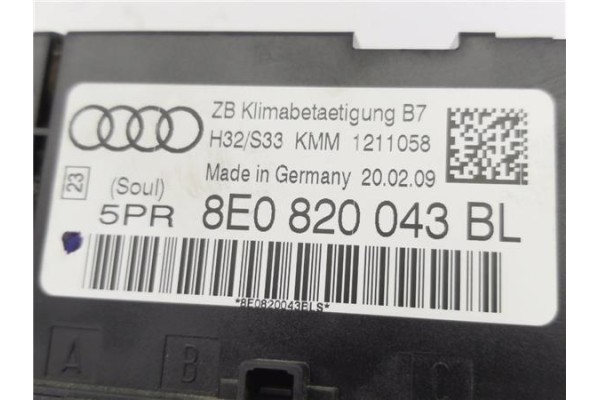 ZB Klimabetaetigung B7
H32/S33 KMM 1211058
Made in Germany 20.02.09
23
(Soul)
5PR 8E0 820 043 BL
*8E0820043BLS*
A B C